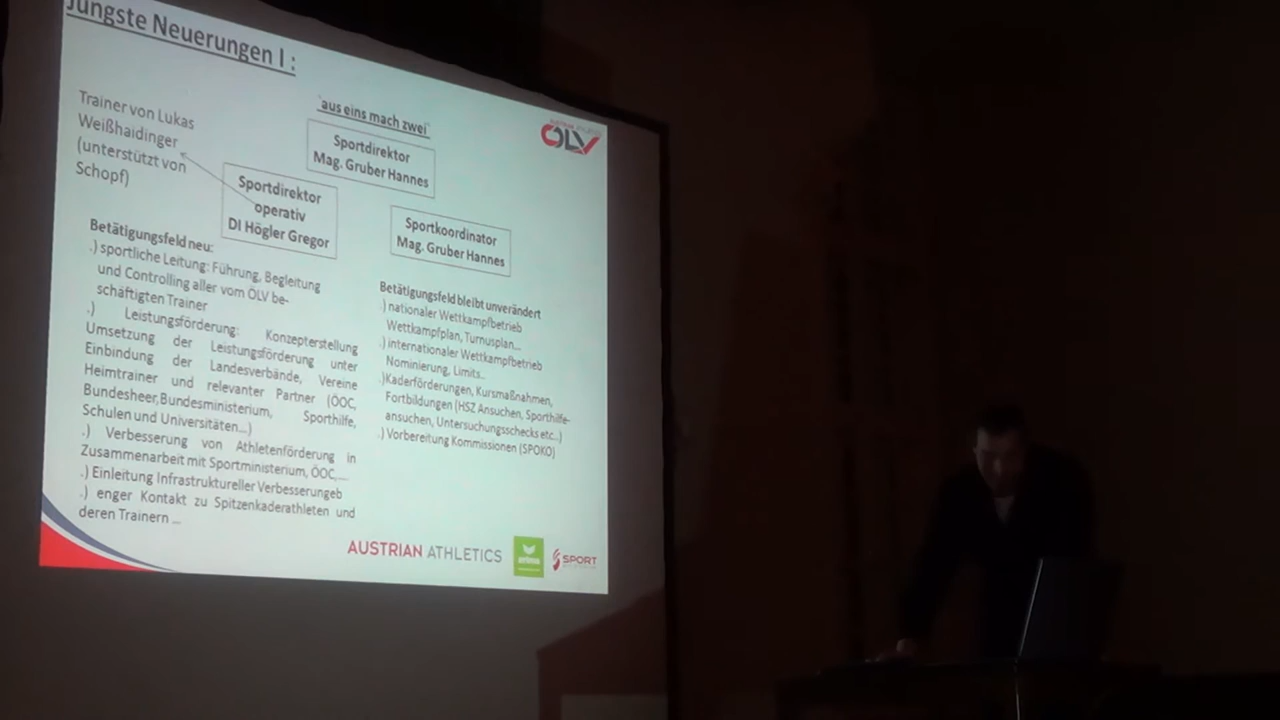 Jüngste Neuerungen I :
Trainer von Lukas
Weißhaidinger
(unterstützt von
Schopf)
`aus eins mach zwei`
Sportdirektor
Mag. Gruber Hannes
ÖLV
Sportdirektor
operativ
DI Högler Gregor
Sportkoordinator
Mag. Gruber Hannes
Betätigungsfeld neu:
.) sportliche Leitung: Führung, Begleitung
und Controlling aller vom ÖLV be-
schäftigten Trainer
.) Leistungsförderung: Konzepterstellung
Umsetzung der Leistungsförderung unter
Einbindung der Landesverbände, Vereine
Heimtrainer und relevanter Partner (ÖOC,
Bundesheer,Bundesministerium, Sporthilfe,
Schulen und Universitäten...)
.) Verbesserung von Athletenförderung in
Zusammenarbeit mit Sportministerium, ÖOC,...
.) Einleitung Infrastruktureller Verbesserungeb
.) enger Kontakt zu Spitzenkaderathleten und
deren Trainern ...
Betätigungsfeld bleibt unverändert
.) nationaler Wettkampfbetrieb
Wettkampfplan, Turnusplan...
.) internationaler Wettkampfbetrieb
Nominierung, Limits...
.)Kaderförderungen, Kursmaßnahmen,
Fortbildungen (HSZ Ansuchen, Sporthilfe-
ansuchen, Untersuchungsschecks etc..)
.) Vorbereitung Kommissionen (SPOKO)
AUSTRIAN ATHLETICS
erima
SPORT